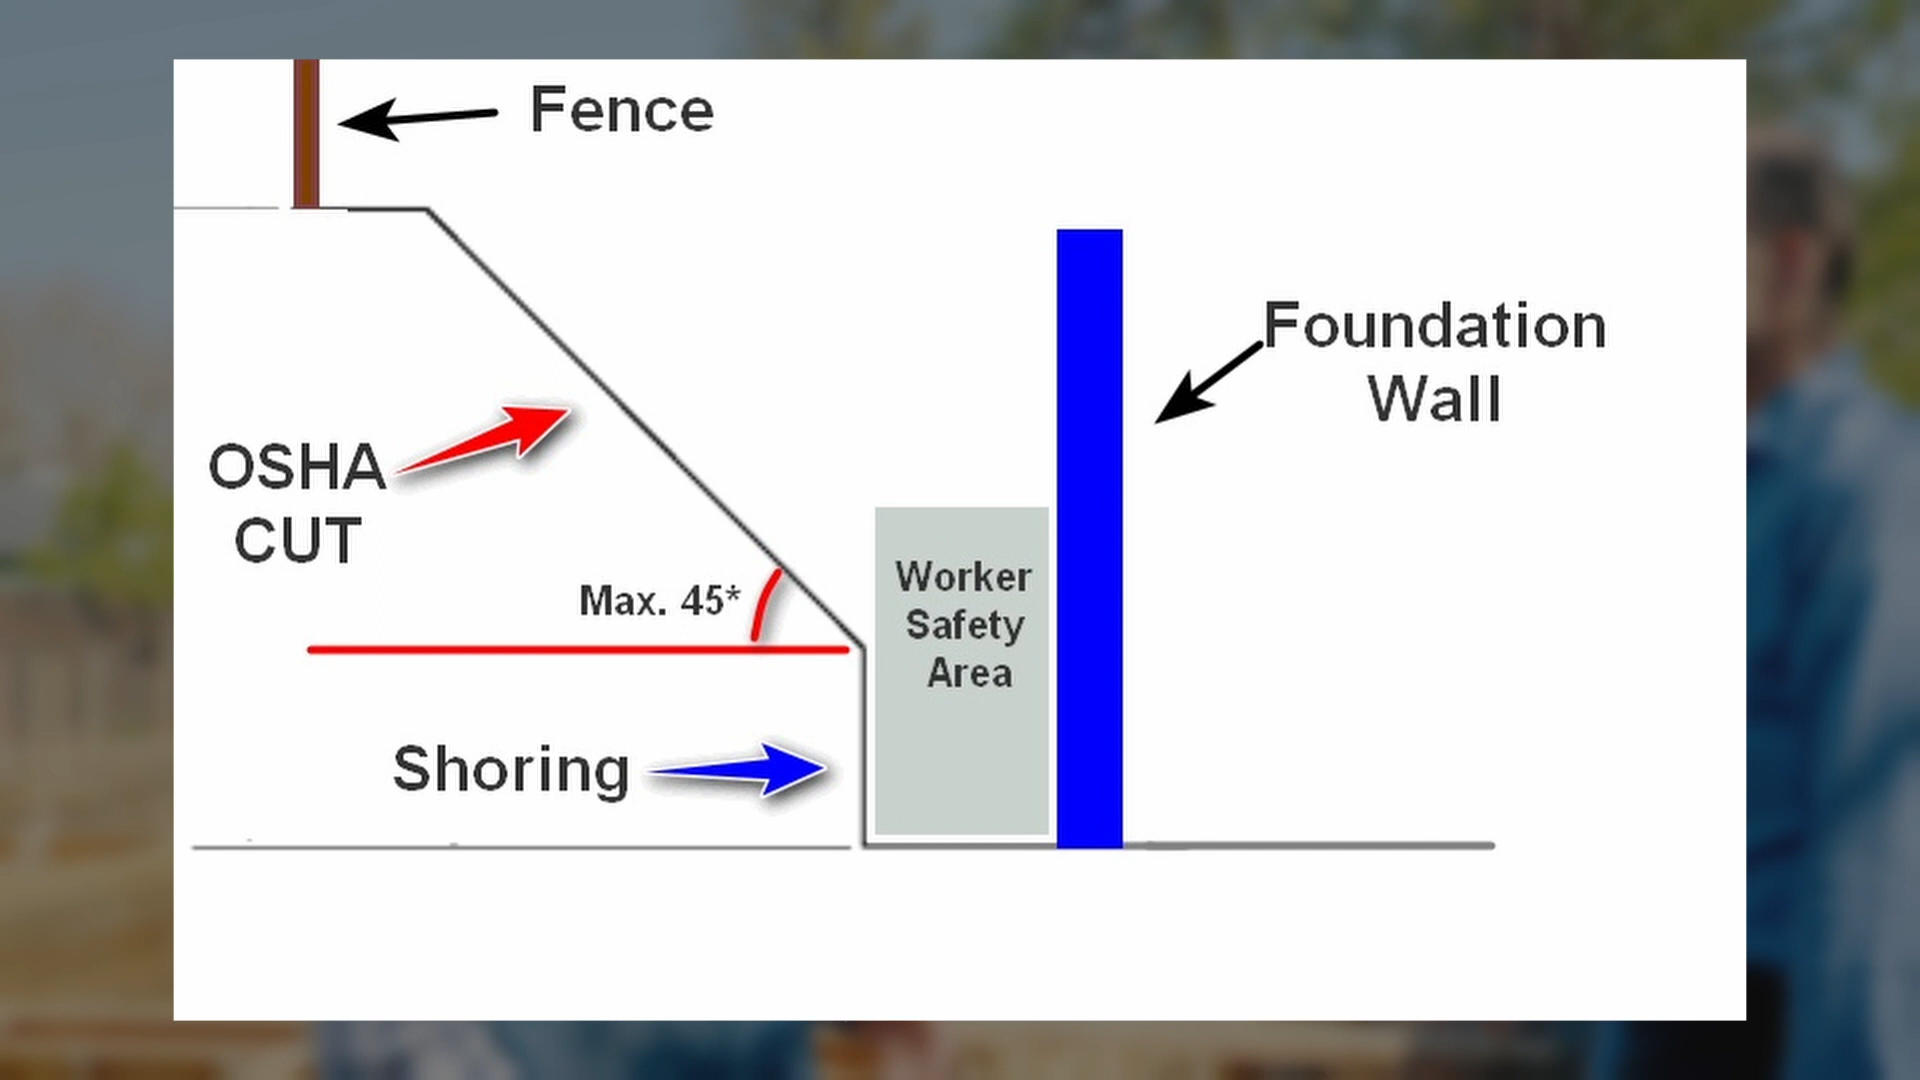 Fence
Foundation
Wall
OSHA
CUT
Worker
Safety
Area
Max. 45*
Shoring